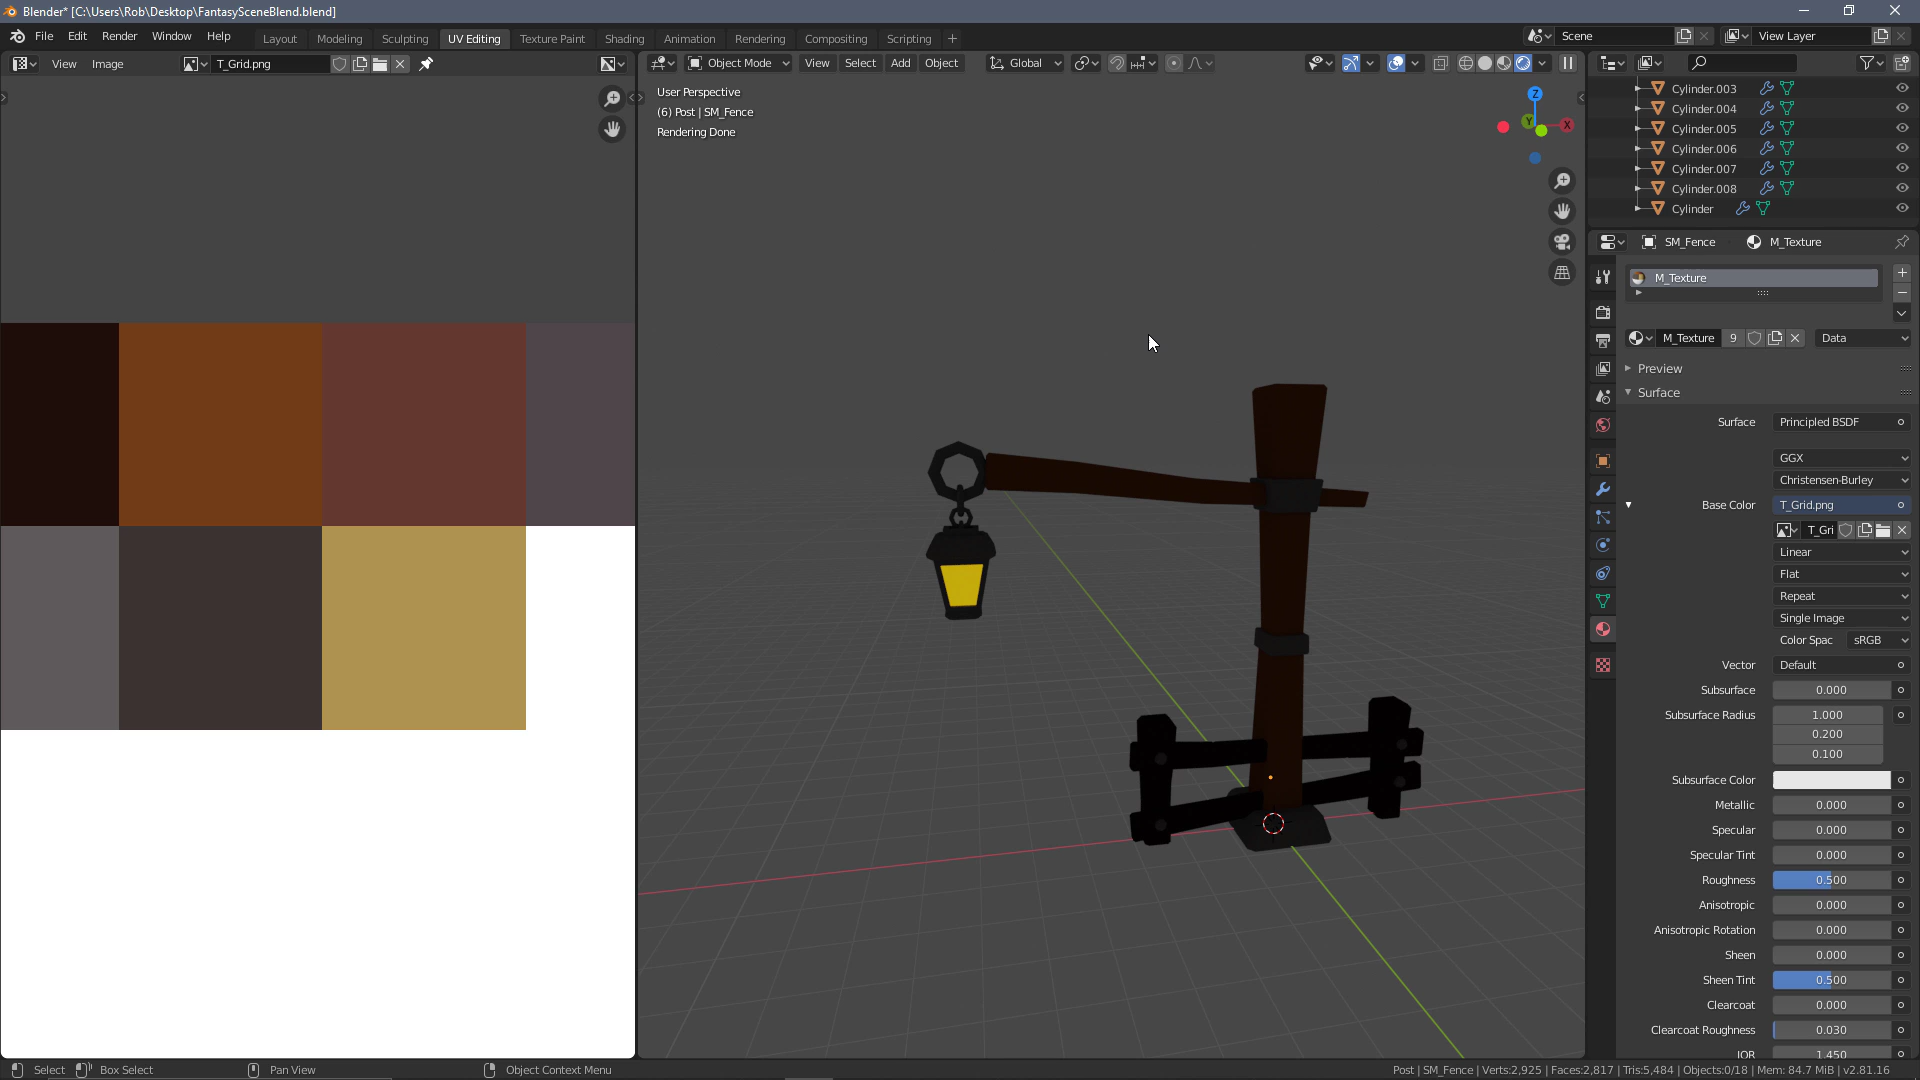 Blender* [C:\Users\Rob\Desktop\FantasySceneBlend.blend]
File Edit Render Window Help
Layout Modeling Sculpting UV Editing Texture Paint Shading Animation Rendering Compositing Scripting +
Scene
View Layer
View Image
T_Grid.png
Object Mode
View Select Add Object
Global
User Perspective
(6) Post | SM_Fence
Rendering Done
Z
Y
X
Cylinder.003
Cylinder.004
Cylinder.005
Cylinder.006
Cylinder.007
Cylinder.008
Cylinder
SM_Fence
M_Texture
M_Texture
M_Texture 9
Data
Preview
Surface
Surface Principled BSDF
GGX
Christensen-Burley
Base Color T_Grid.png
T_Gri
Linear
Flat
Repeat
Single Image
Color Spac sRGB
Vector Default
Subsurface 0.000
Subsurface Radius 1.000
0.200
0.100
Subsurface Color
Metallic 0.000
Specular 0.000
Specular Tint 0.000
Roughness 0.500
Anisotropic 0.000
Anisotropic Rotation 0.000
Sheen 0.000
Sheen Tint 0.500
Clearcoat 0.000
Clearcoat Roughness 0.030
IOR 1.450
Select
Box Select
Pan View
Object Context Menu
Post | SM_Fence | Verts:2,925 | Faces:2,817 | Tris:5,484 | Objects:0/18 | Mem: 84.7 MiB | v2.81.16